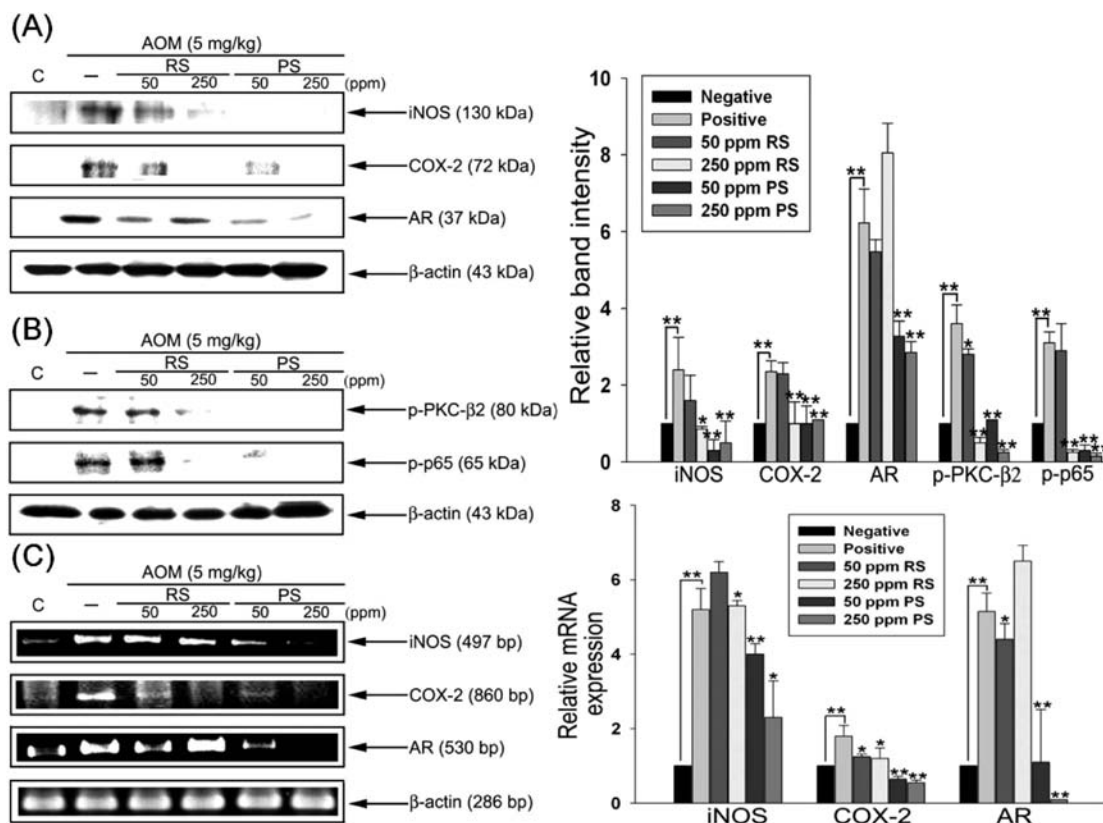 (A)
AOM (5 mg/kg)
C – RS PS
50 250 50 250 (ppm)
iNOS (130 kDa)
COX-2 (72 kDa)
AR (37 kDa)
β-actin (43 kDa)
(B)
AOM (5 mg/kg)
C – RS PS
50 250 50 250 (ppm)
p-PKC-β2 (80 kDa)
p-p65 (65 kDa)
β-actin (43 kDa)
(C)
AOM (5 mg/kg)
C – RS PS
50 250 50 250 (ppm)
iNOS (497 bp)
COX-2 (860 bp)
AR (530 bp)
β-actin (286 bp)
Relative band intensity
10
8
6
4
2
0
Negative
Positive
50 ppm RS
250 ppm RS
50 ppm PS
250 ppm PS
** * ** **
** ** ** **
** ** **
** * ** ** **
** ** ** **
iNOS COX-2 AR p-PKC-β2 p-p65
Relative mRNA
expression
8
6
4
2
0
Negative
Positive
50 ppm RS
250 ppm RS
50 ppm PS
250 ppm PS
** * ** *
** * * ** **
** * ** **
iNOS COX-2 AR